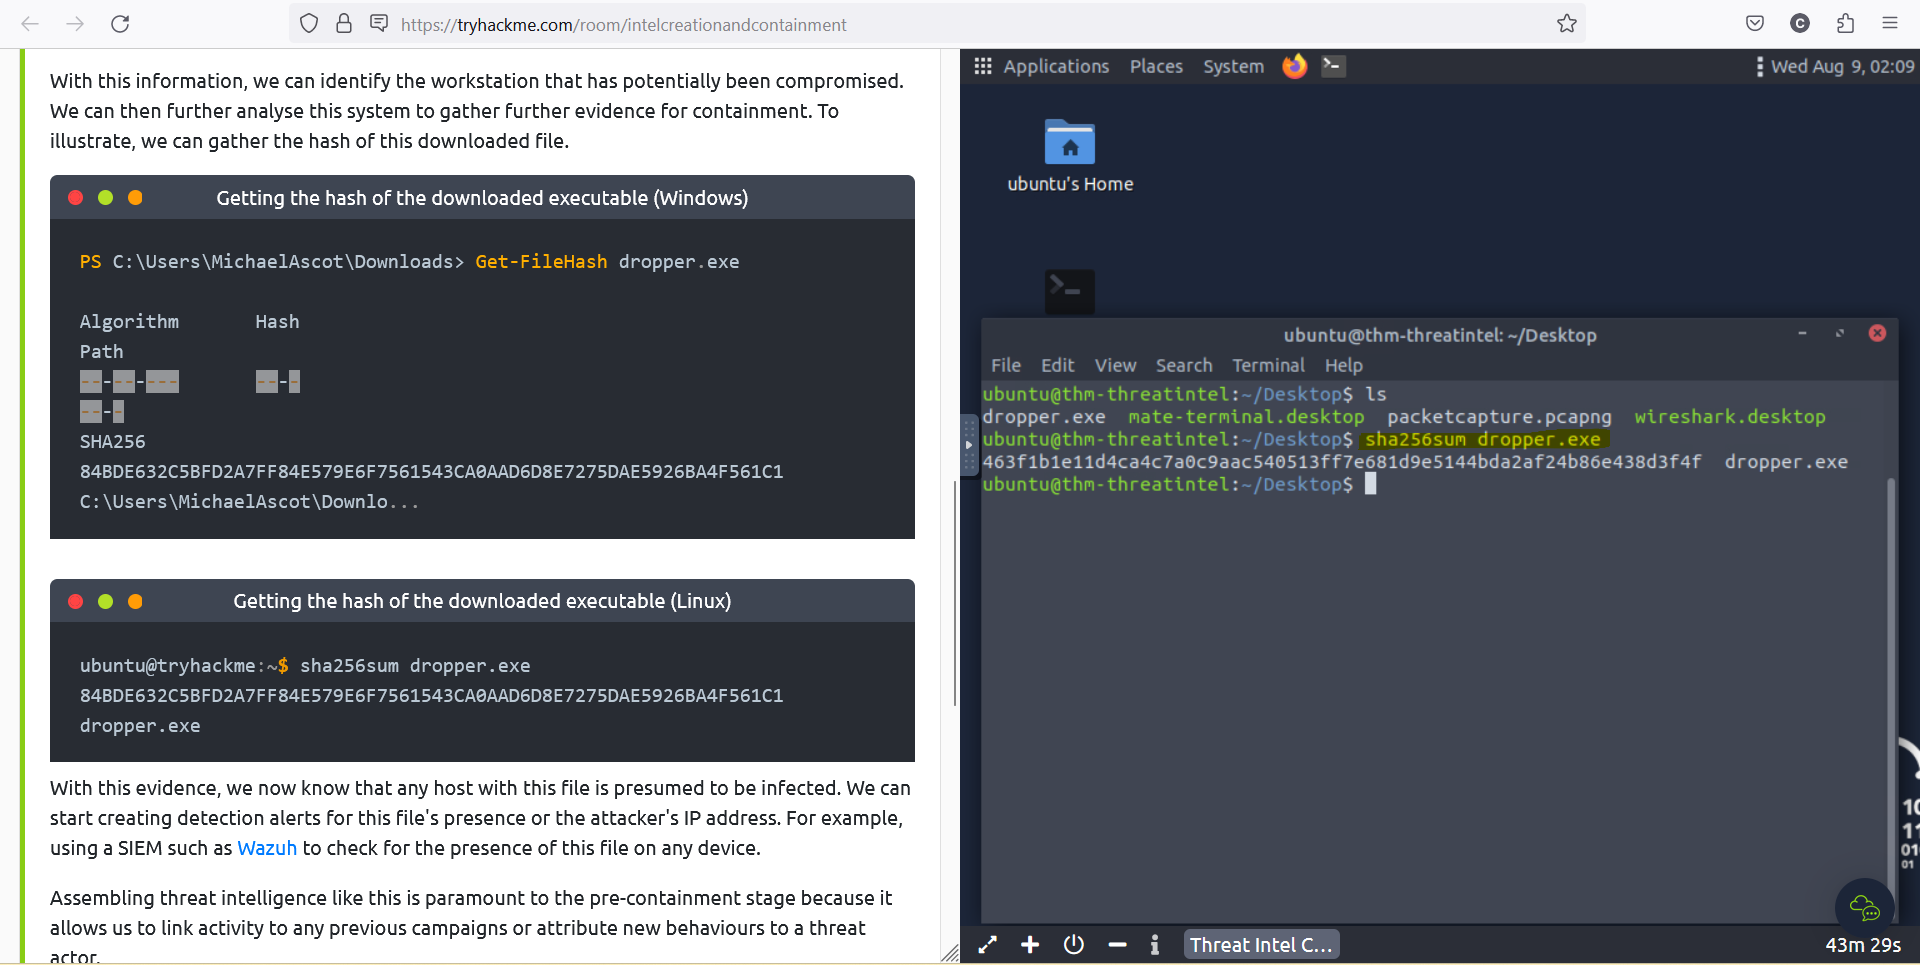 https://tryhackme.com/room/intelcreationandcontainment
C
With this information, we can identify the workstation that has potentially been compromised.
We can then further analyse this system to gather further evidence for containment. To
illustrate, we can gather the hash of this downloaded file.
Getting the hash of the downloaded executable (Windows)
PS C:\Users\MichaelAscot\Downloads> Get-FileHash dropper.exe
Algorithm Hash
Path
--------- ----
----
SHA256
84BDE632C5BFD2A7FF84E579E6F7561543CA0AAD6D8E7275DAE5926BA4F561C1
C:\Users\MichaelAscot\Downlo...
Getting the hash of the downloaded executable (Linux)
ubuntu@tryhackme:~$ sha256sum dropper.exe
84BDE632C5BFD2A7FF84E579E6F7561543CA0AAD6D8E7275DAE5926BA4F561C1
dropper.exe
With this evidence, we now know that any host with this file is presumed to be infected. We can
start creating detection alerts for this file's presence or the attacker's IP address. For example,
using a SIEM such as Wazuh to check for the presence of this file on any device.
Assembling threat intelligence like this is paramount to the pre-containment stage because it
allows us to link activity to any previous campaigns or attribute new behaviours to a threat
actor.
Applications Places System Wed Aug 9, 02:09
ubuntu's Home
ubuntu@thm-threatintel: ~/Desktop
File Edit View Search Terminal Help
ubuntu@thm-threatintel:~/Desktop$ ls
dropper.exe mate-terminal.desktop packetcapture.pcapng wireshark.desktop
ubuntu@thm-threatintel:~/Desktop$ sha256sum dropper.exe
463f1b1e11d4ca4c7a0c9aac540513ff7e681d9e5144bda2af24b86e438d3f4f dropper.exe
ubuntu@thm-threatintel:~/Desktop$
10
11
010
01
Threat Intel C... 43m 29s